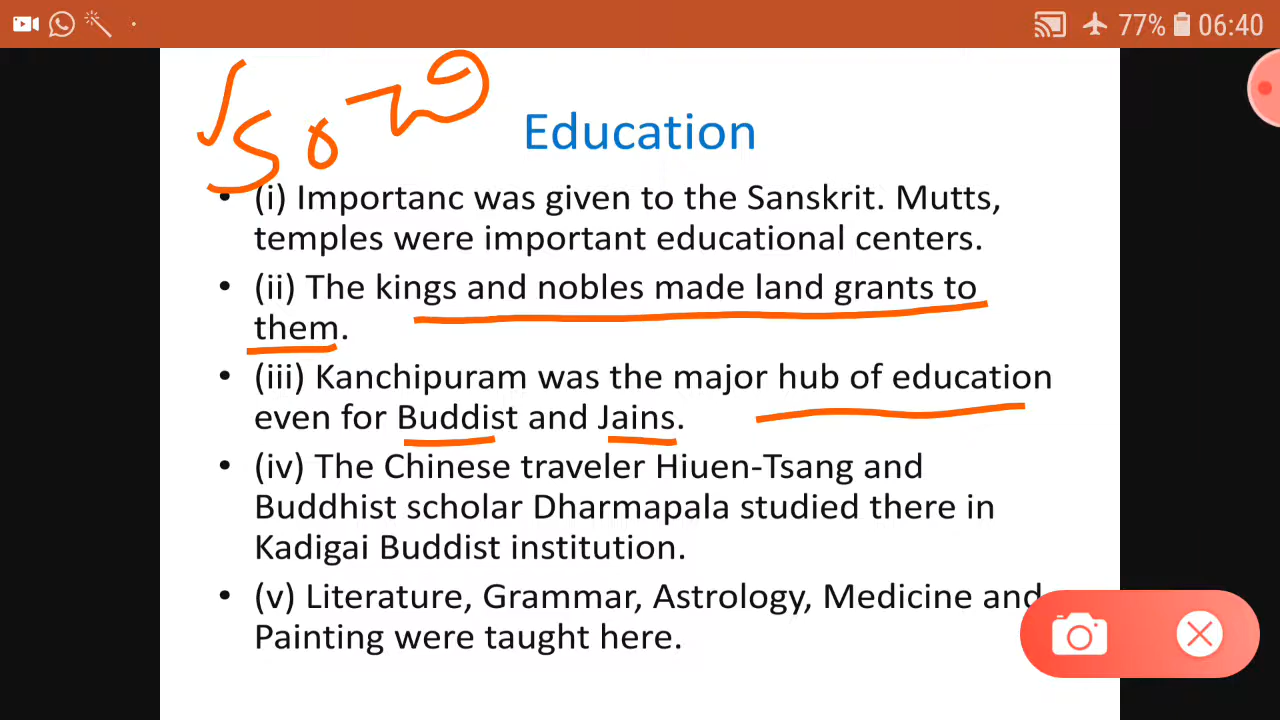 77% 06:40
Education
• (i) Importanc was given to the Sanskrit. Mutts,
temples were important educational centers.
• (ii) The kings and nobles made land grants to
them.
• (iii) Kanchipuram was the major hub of education
even for Buddist and Jains.
• (iv) The Chinese traveler Hiuen-Tsang and
Buddhist scholar Dharmapala studied there in
Kadigai Buddist institution.
• (v) Literature, Grammar, Astrology, Medicine and
Painting were taught here.